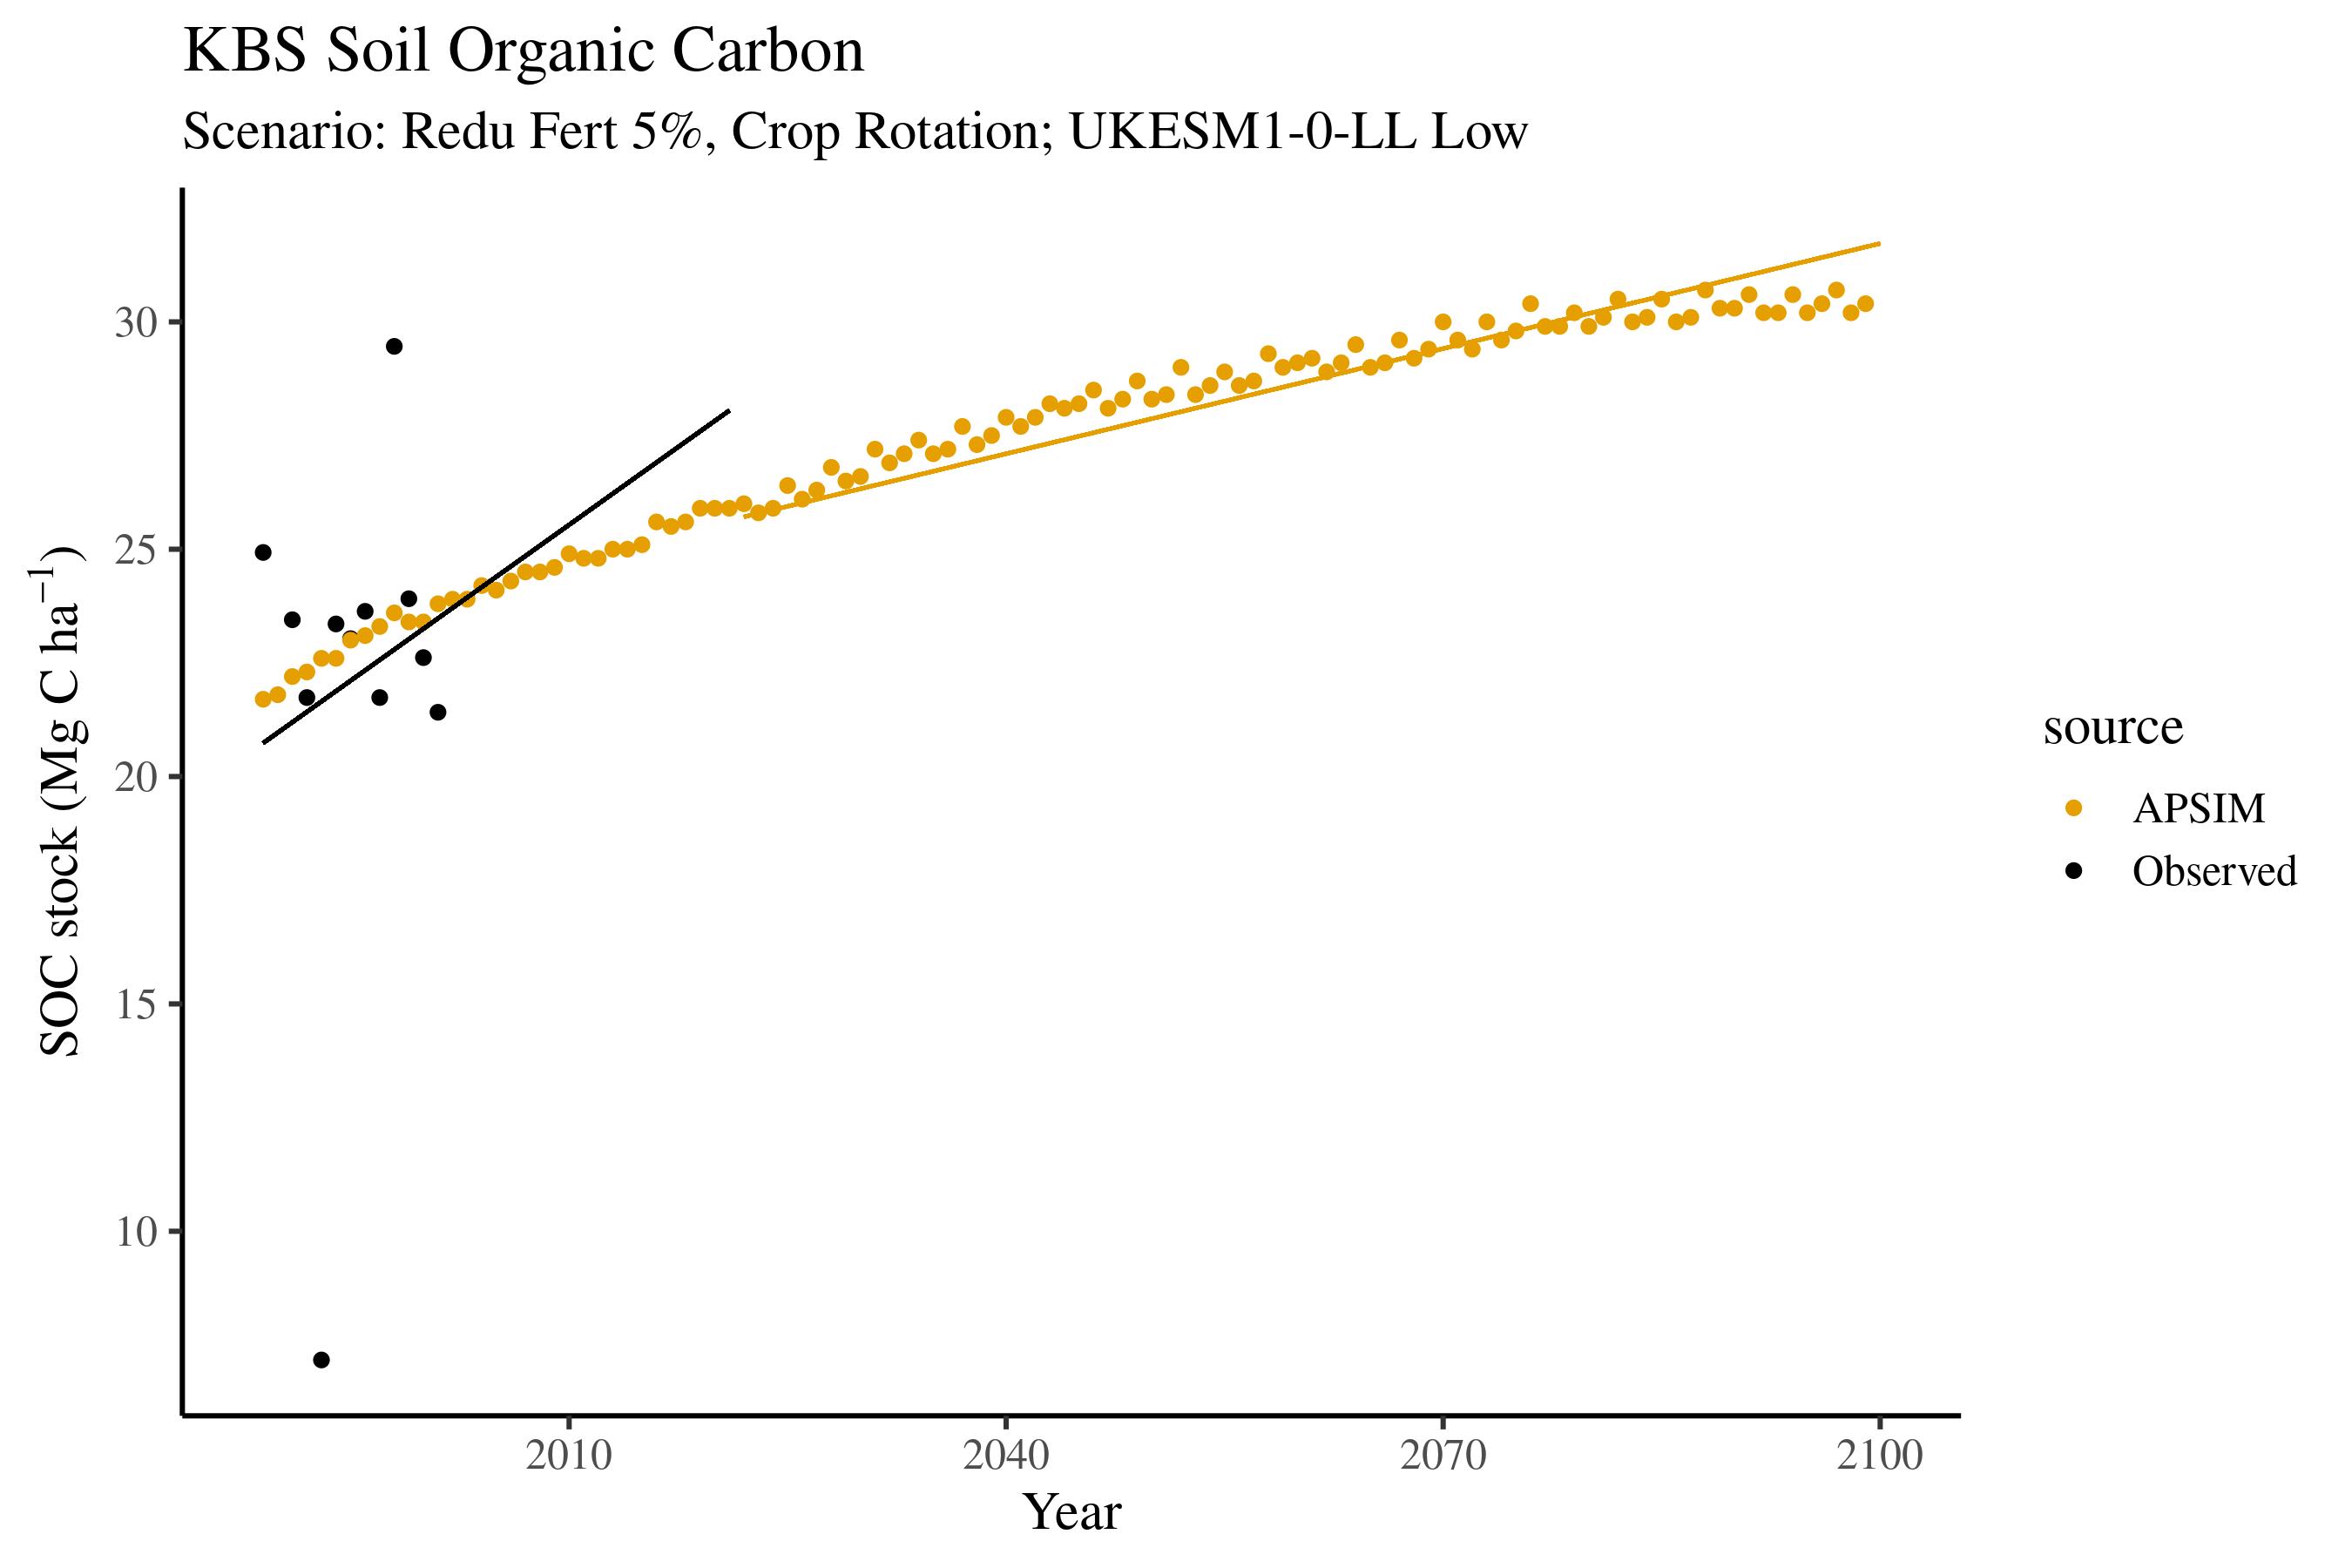 KBS Soil Organic Carbon
Scenario: Redu Fert 5%, Crop Rotation; UKESM1-0-LL Low
SOC stock (Mg C ha⁻¹)
30
25
20
15
10
2010
2040
2070
2100
Year
source
APSIM
Observed